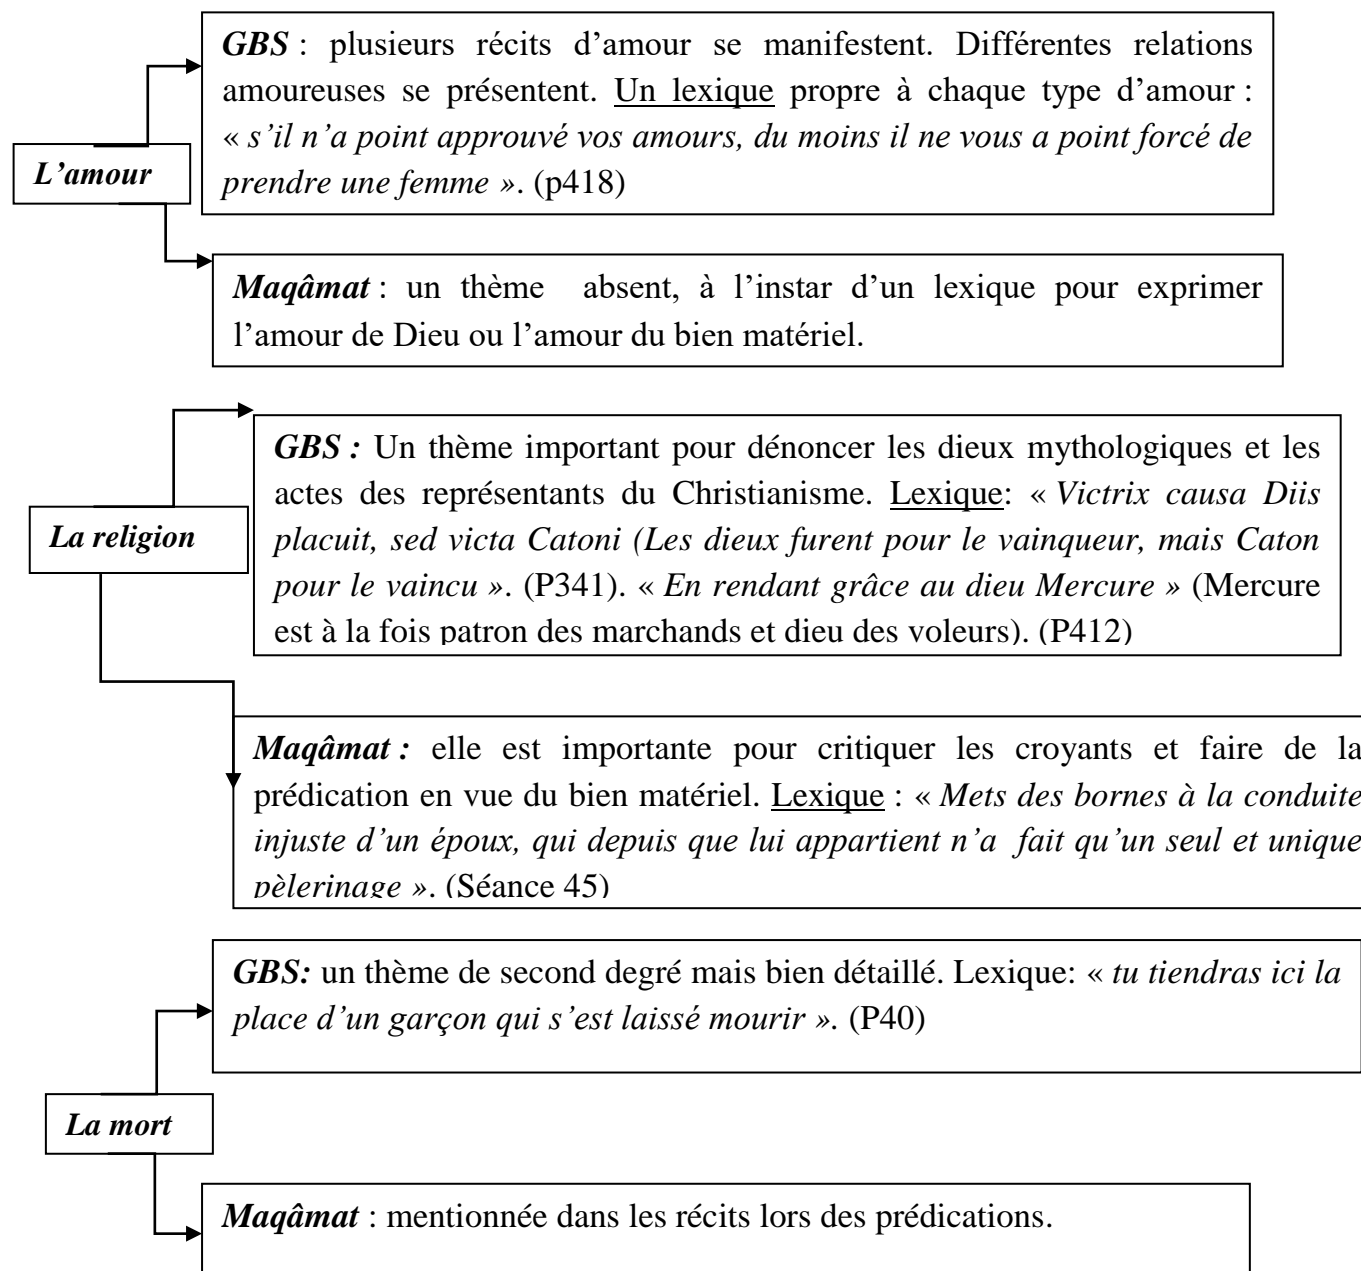 GBS : plusieurs récits d’amour se manifestent. Différentes relations
amoureuses se présentent. Un lexique propre à chaque type d’amour :
« s’il n’a point approuvé vos amours, du moins il ne vous a point forcé de
prendre une femme ». (p418)
L’amour
Maqâmat : un thème absent, à l’instar d’un lexique pour exprimer
l’amour de Dieu ou l’amour du bien matériel.
GBS : Un thème important pour dénoncer les dieux mythologiques et les
actes des représentants du Christianisme. Lexique: « Victrix causa Diis
placuit, sed victa Catoni (Les dieux furent pour le vainqueur, mais Caton
pour le vaincu ». (P341). « En rendant grâce au dieu Mercure » (Mercure
est à la fois patron des marchands et dieu des voleurs). (P412)
La religion
Maqâmat : elle est importante pour critiquer les croyants et faire de la
prédication en vue du bien matériel. Lexique : « Mets des bornes à la conduite
injuste d’un époux, qui depuis que lui appartient n’a fait qu’un seul et unique
pèlerinage ». (Séance 45)
GBS: un thème de second degré mais bien détaillé. Lexique: « tu tiendras ici la
place d’un garçon qui s’est laissé mourir ». (P40)
La mort
Maqâmat : mentionnée dans les récits lors des prédications.